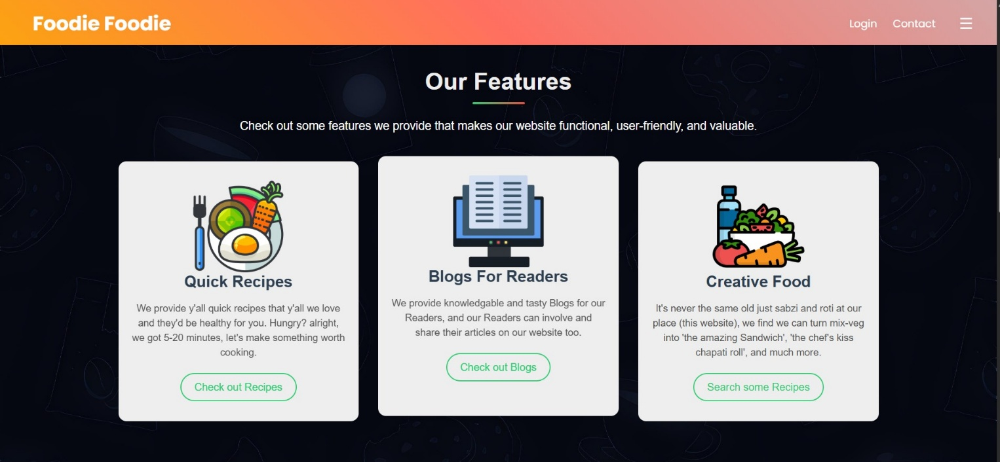 Foodie Foodie
Login
Contact
Our Features
Check out some features we provide that makes our website functional, user-friendly, and valuable.
Quick Recipes
We provide y'all quick recipes that y'all we love
and they'd be healthy for you. Hungry? alright,
we got 5-20 minutes, let's make something worth
cooking.
Check out Recipes
Blogs For Readers
We provide knowledgable and tasty Blogs for our
Readers, and our Readers can involve and
share their articles on our website too.
Check out Blogs
Creative Food
It's never the same old just sabzi and roti at our
place (this website), we find we can turn mix-veg
into 'the amazing Sandwich', 'the chef's kiss
chapati roll', and much more.
Search some Recipes